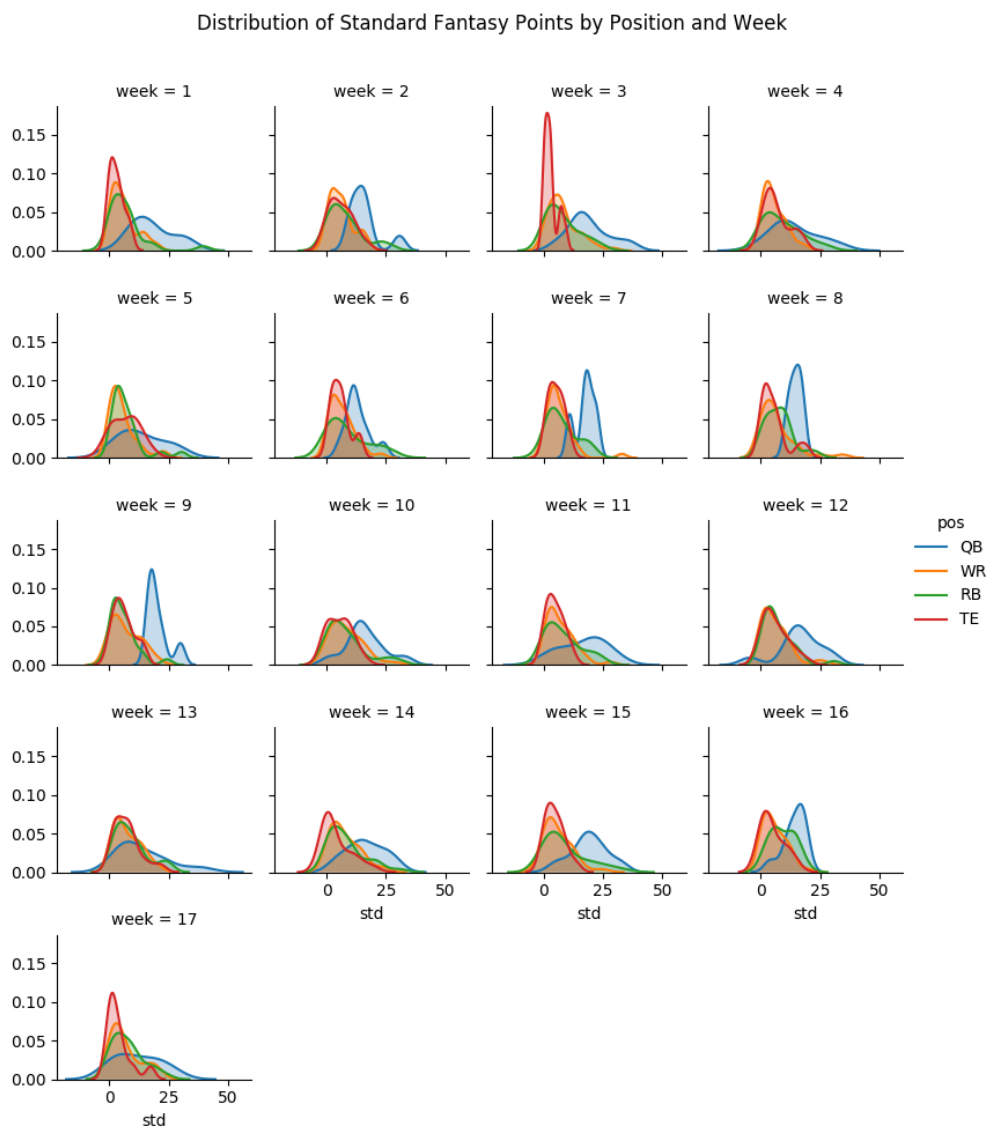 Distribution of Standard Fantasy Points by Position and Week
week = 1
week = 2
week = 3
week = 4
0.15
0.10
0.05
0.00
week = 5
week = 6
week = 7
week = 8
0.15
0.10
0.05
0.00
week = 9
week = 10
week = 11
week = 12
0.15
0.10
0.05
0.00
pos
QB
WR
RB
TE
week = 13
week = 14
week = 15
week = 16
0.15
0.10
0.05
0.00
0 25 50
0 25 50
0 25 50
std
std
std
week = 17
0.15
0.10
0.05
0.00
0 25 50
std